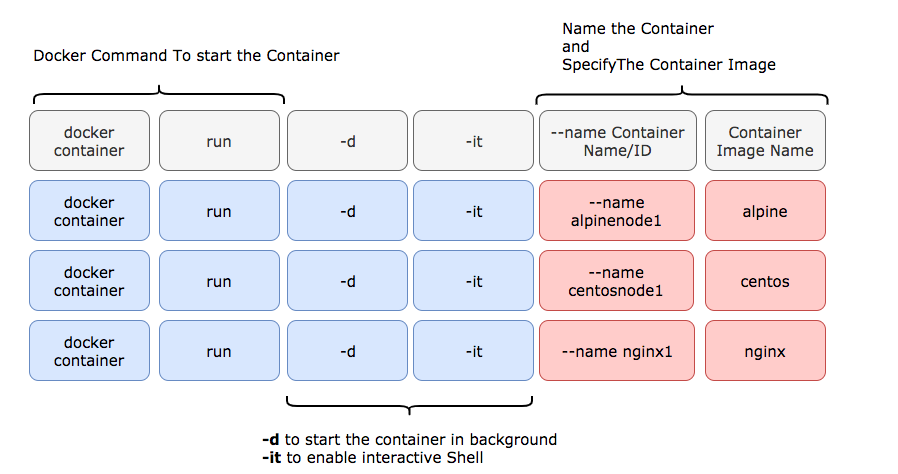 Name the Container
and
SpecifyThe Container Image
Docker Command To start the Container
docker
container
run
-d
-it
--name Container
Name/ID
Container
Image Name
docker
container
run
-d
-it
--name
alpinenode1
alpine
docker
container
run
-d
-it
--name
centosnode1
centos
docker
container
run
-d
-it
--name nginx1
nginx
-d to start the container in background
-it to enable interactive Shell